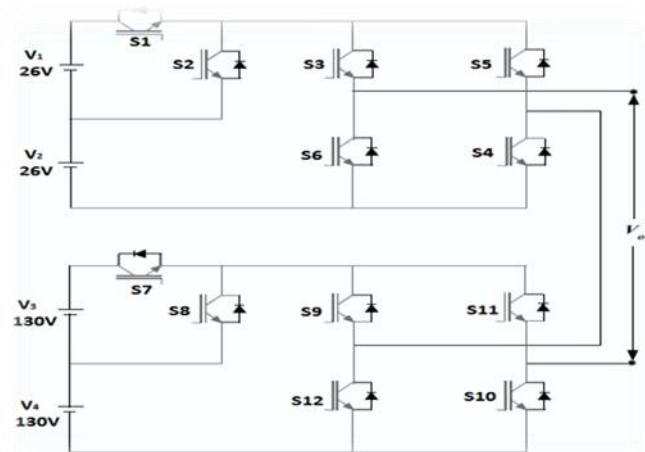 S1
V₁
26V
S2
S3
S5
V₂
26V
S6
S4
Vₒ
S7
V₃
130V
S8
S9
S11
V₄
130V
S12
S10